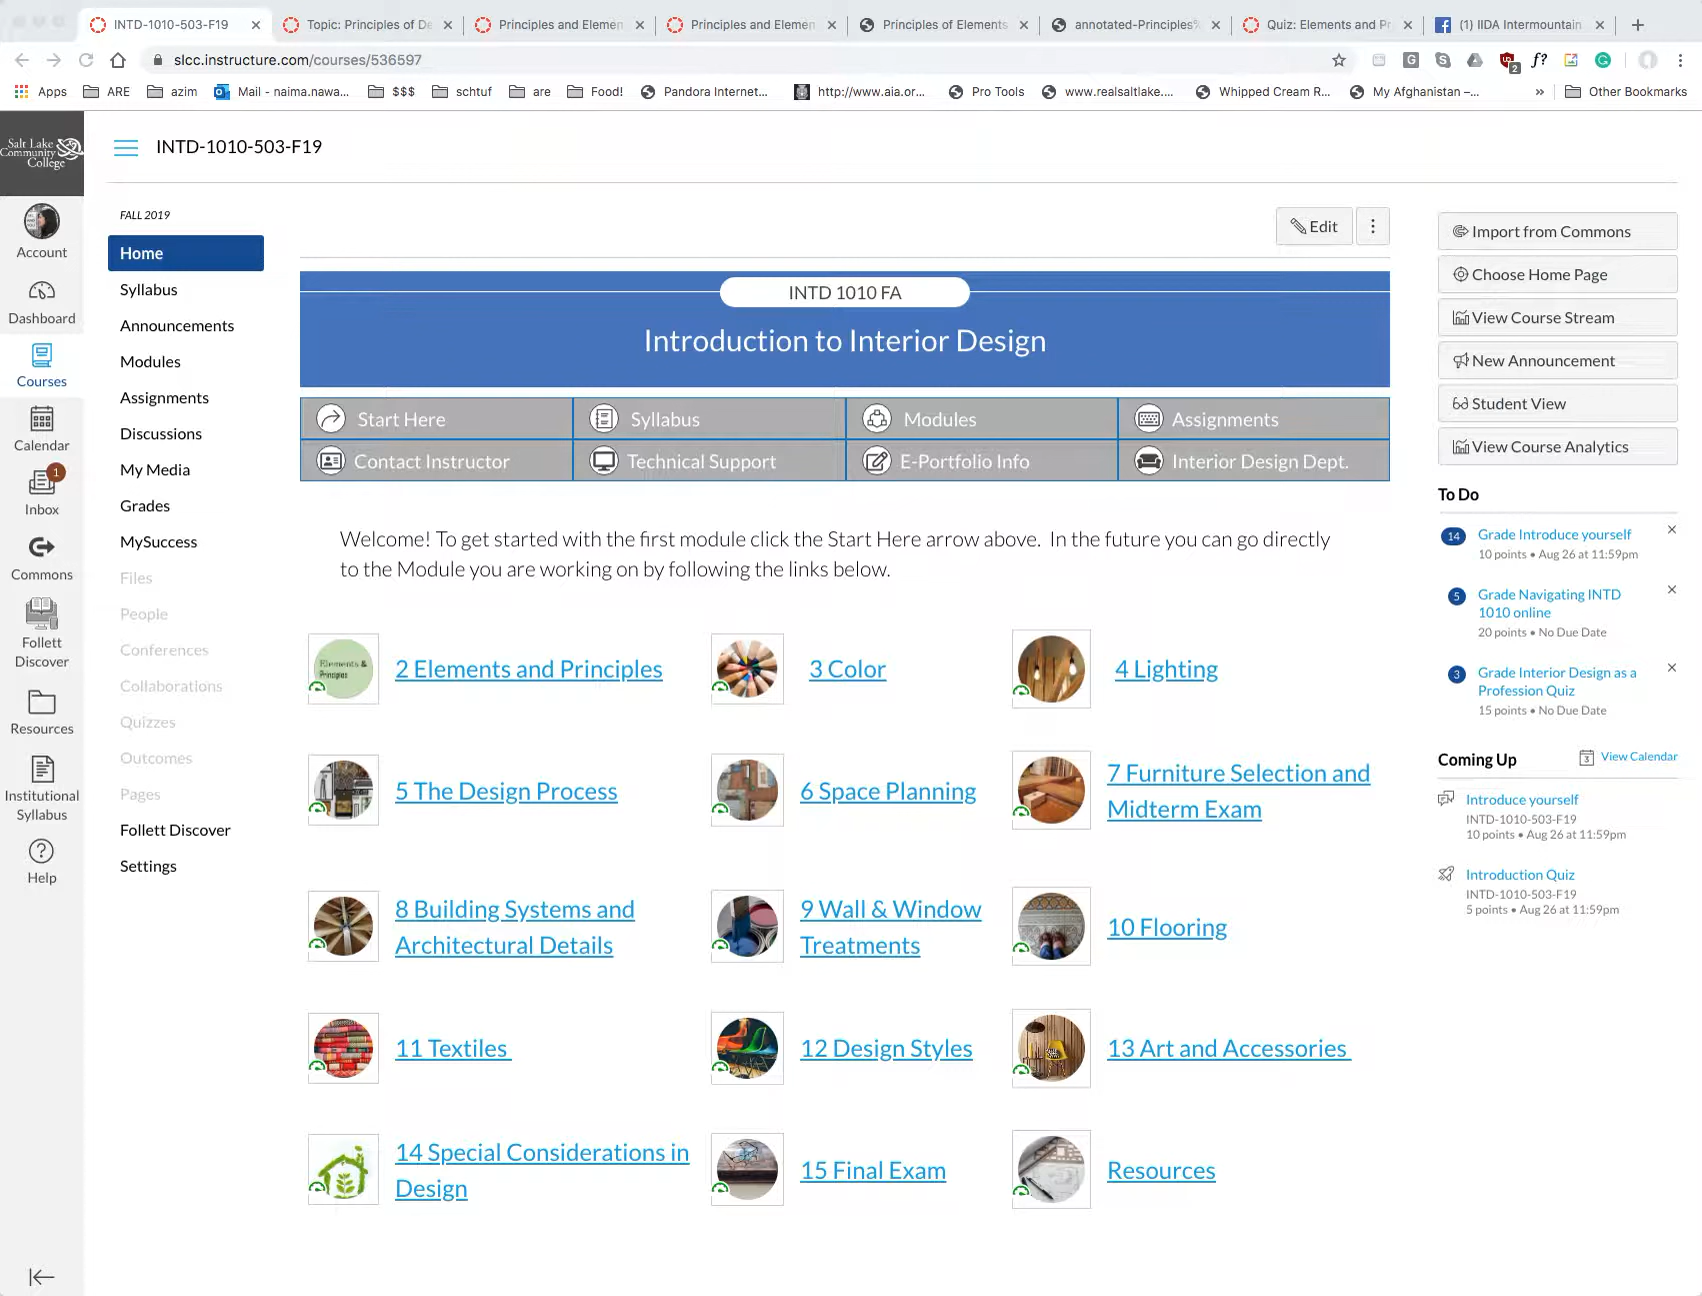 INTD-1010-503-F19
Topic: Principles of De
Principles and Elemen
Principles and Elemen
Principles of Elements
annotated-Principles%
Quiz: Elements and Pr
(1) IIDA Intermountain
slcc.instructure.com/courses/536597
2
f?
Apps
ARE
azim
Mail - naima.nawa...
$$$
schtuf
are
Food!
Pandora Internet...
http://www.aia.or...
Pro Tools
www.realsaltlake....
Whipped Cream R...
My Afghanistan –...
»
Other Bookmarks
Salt Lake
Community
College
INTD-1010-503-F19
Account
Dashboard
Courses
Calendar
1
Inbox
Commons
Follett
Discover
Resources
Institutional
Syllabus
Help
FALL 2019
Home
Syllabus
Announcements
Modules
Assignments
Discussions
My Media
Grades
MySuccess
Files
People
Conferences
Collaborations
Quizzes
Outcomes
Pages
Follett Discover
Settings
Edit
INTD 1010 FA
Introduction to Interior Design
Start Here
Syllabus
Modules
Assignments
Contact Instructor
Technical Support
E-Portfolio Info
Interior Design Dept.
Welcome! To get started with the first module click the Start Here arrow above. In the future you can go directly
to the Module you are working on by following the links below.
Elements &
Principles
2 Elements and Principles
3 Color
4 Lighting
5 The Design Process
6 Space Planning
7 Furniture Selection and
Midterm Exam
8 Building Systems and
Architectural Details
9 Wall & Window
Treatments
10 Flooring
11 Textiles
12 Design Styles
13 Art and Accessories
14 Special Considerations in
Design
15 Final Exam
Resources
Import from Commons
Choose Home Page
View Course Stream
New Announcement
Student View
View Course Analytics
To Do
14
Grade Introduce yourself
10 points • Aug 26 at 11:59pm
5
Grade Navigating INTD
1010 online
20 points • No Due Date
3
Grade Interior Design as a
Profession Quiz
15 points • No Due Date
Coming Up
3
View Calendar
Introduce yourself
INTD-1010-503-F19
10 points • Aug 26 at 11:59pm
Introduction Quiz
INTD-1010-503-F19
5 points • Aug 26 at 11:59pm